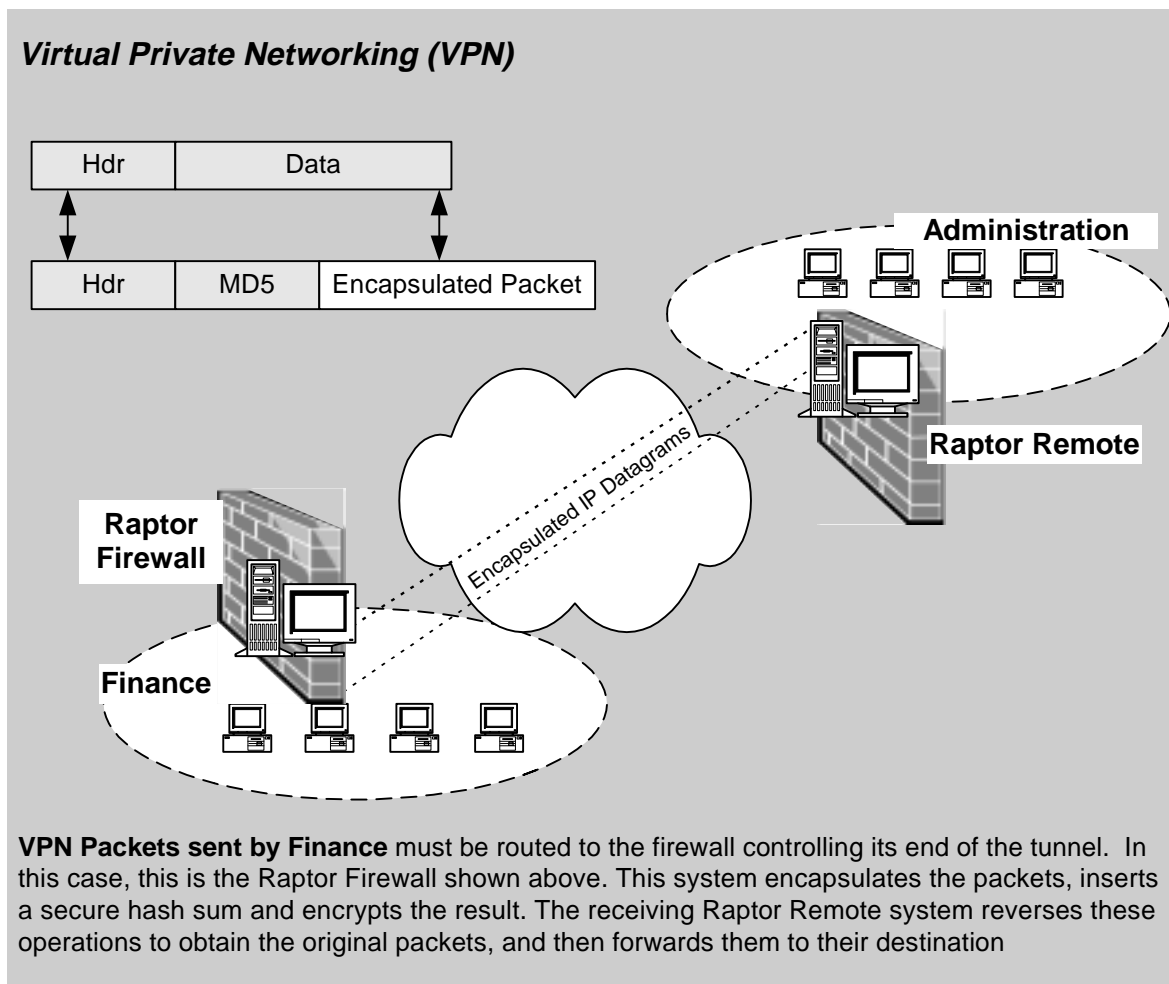 Virtual Private Networking (VPN)
Hdr Data
Hdr MD5 Encapsulated Packet
Administration
Raptor Remote
Encapsulated IP Datagrams
Raptor
Firewall
Finance
VPN Packets sent by Finance must be routed to the firewall controlling its end of the tunnel. In
this case, this is the Raptor Firewall shown above. This system encapsulates the packets, inserts
a secure hash sum and encrypts the result. The receiving Raptor Remote system reverses these
operations to obtain the original packets, and then forwards them to their destination